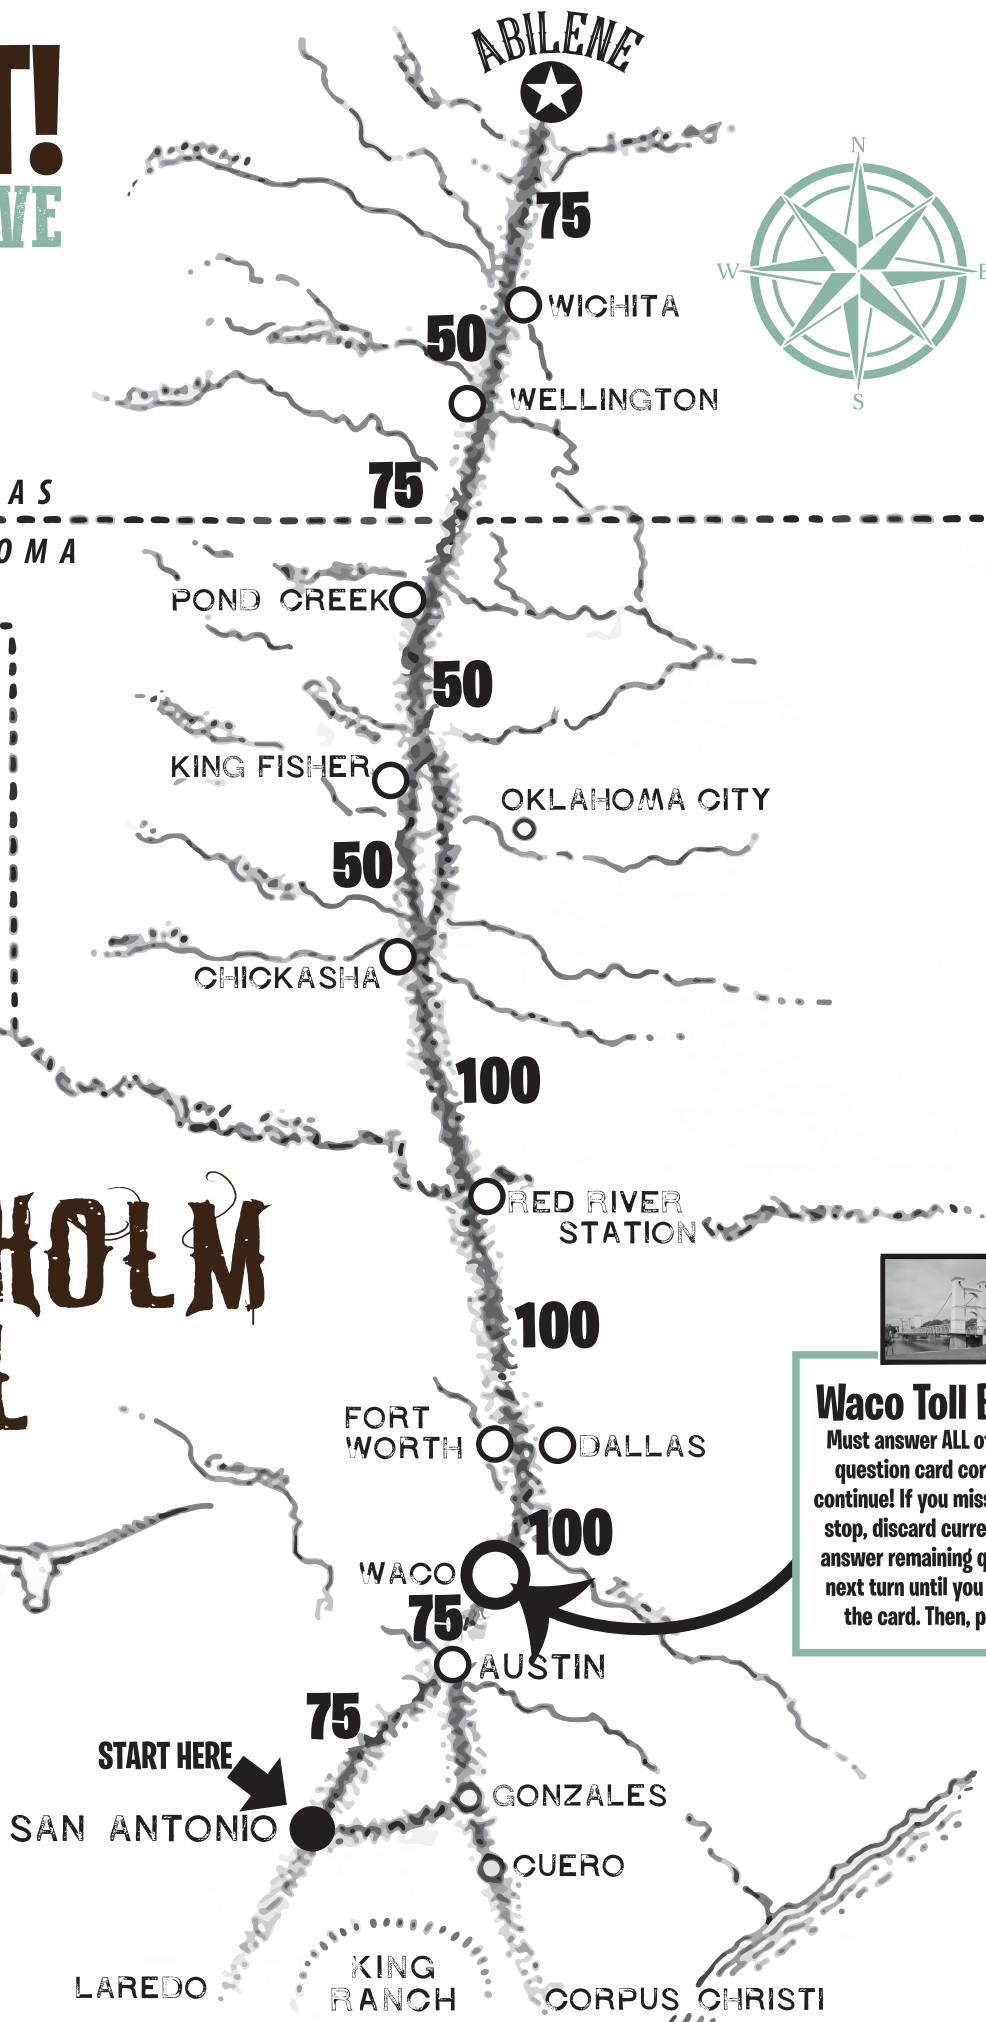 T!
VE
ABILENE
N
W
E
S
75
WICHITA
50
WELLINGTON
75
AS
OMA
POND CREEK
50
KING FISHER
OKLAHOMA CITY
50
CHICKASHA
100
RED RIVER
STATION
HOLM
L
100
FORT
WORTH
DALLAS
Waco Toll B
Must answer ALL of
question card cor
continue! If you miss
stop, discard curre
answer remaining q
next turn until you
the card. Then, p
100
WACO
75
AUSTIN
75
START HERE
SAN ANTONIO
GONZALES
CUERO
KING
RANCH
LAREDO
CORPUS CHRISTI